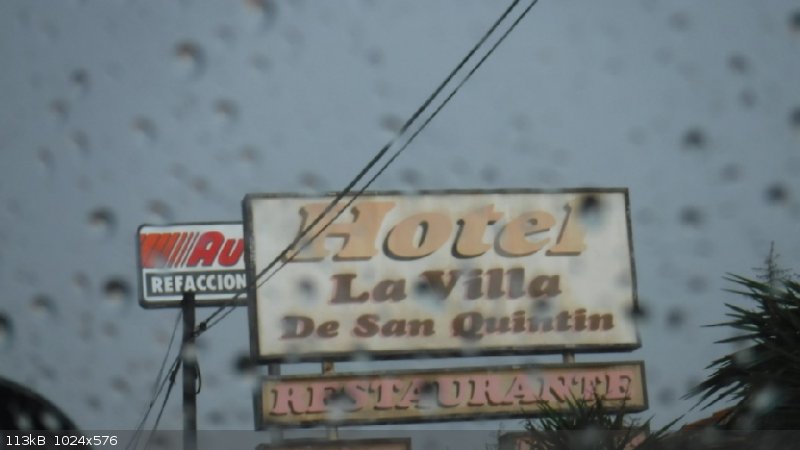 Hotel
La Villa
De San Quintin
RESTAURANTE
Au
REFACCION
113kB 1024x576